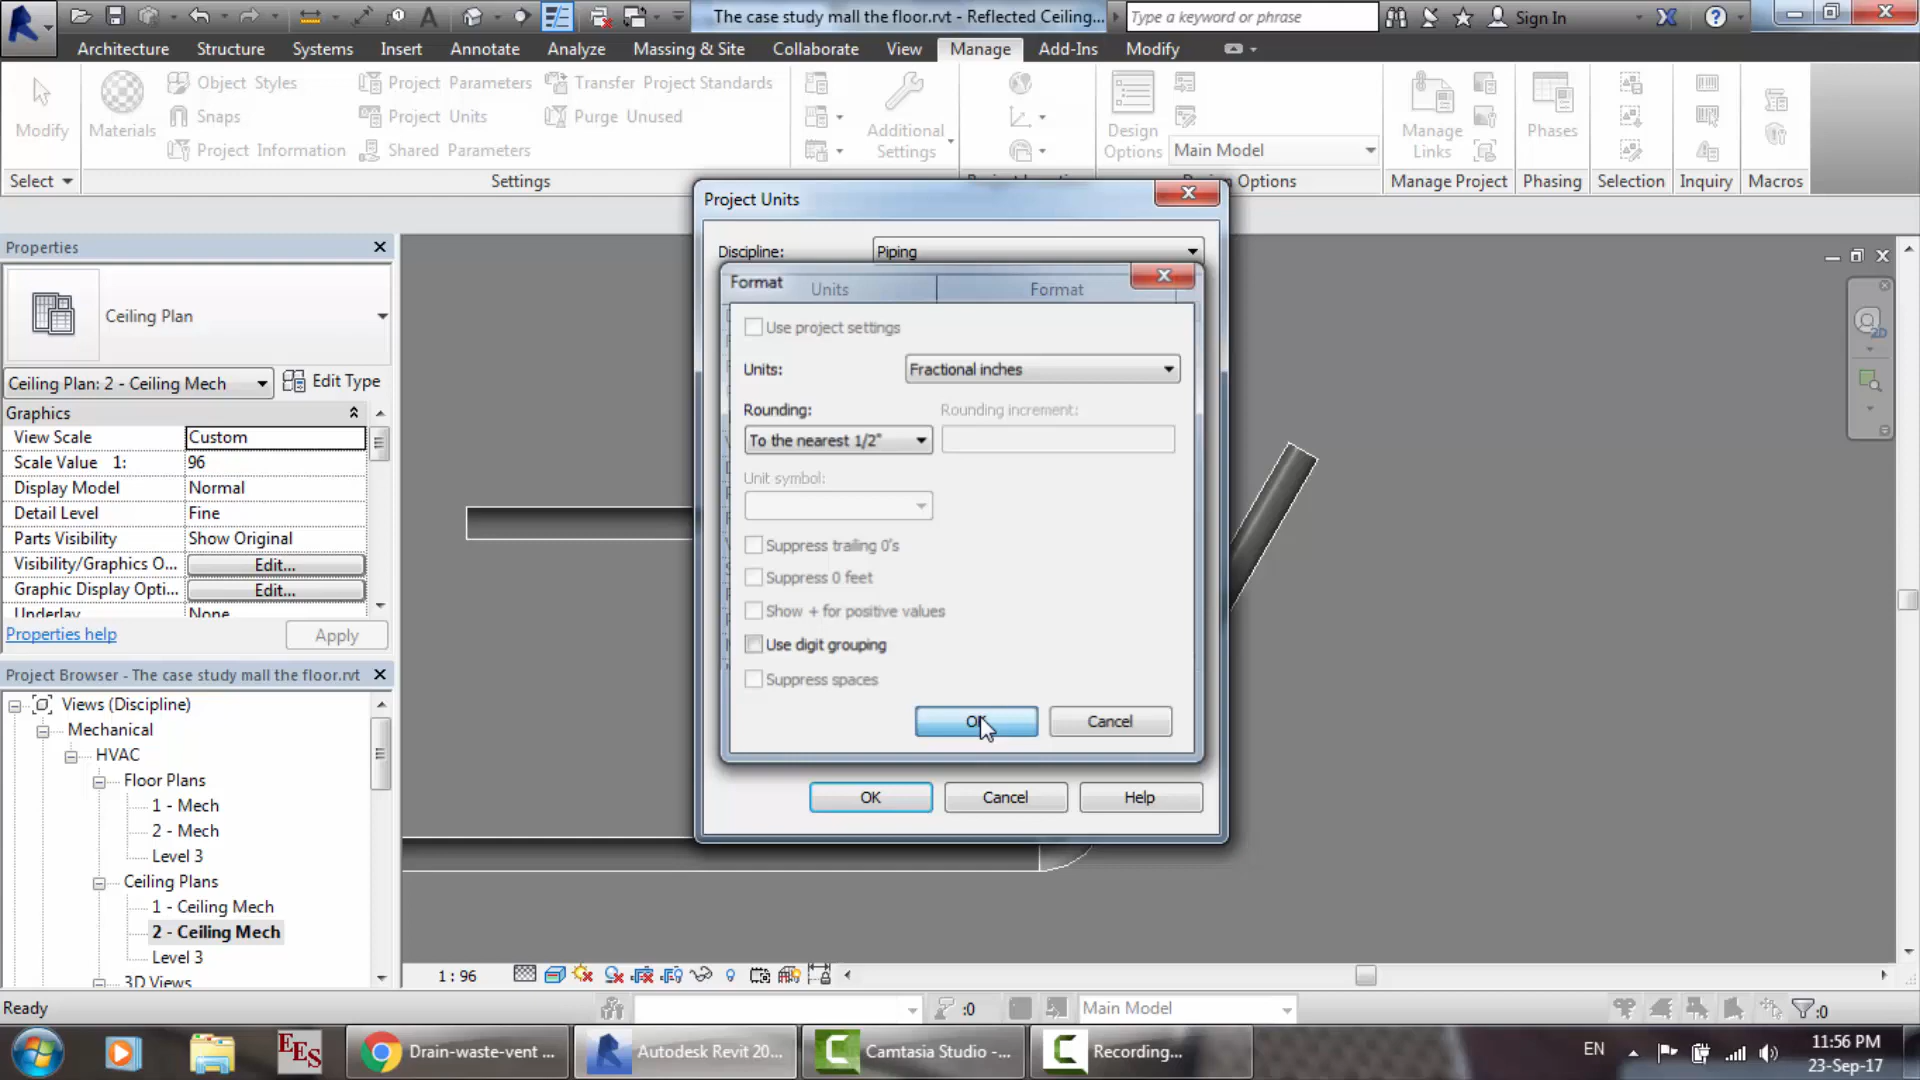 The case study mall the floor.rvt - Reflected Ceiling...
Type a keyword or phrase
Sign In
Architecture Structure Systems Insert Annotate Analyze Massing & Site Collaborate View Manage Add-Ins Modify
Modify
Materials
Object Styles
Snaps
Project Information
Project Parameters
Project Units
Shared Parameters
Transfer Project Standards
Purge Unused
Additional Settings
Design Options
Main Model
Manage Links
Phases
Select
Settings
Options
Manage Project
Phasing
Selection
Inquiry
Macros
Project Units
Discipline:
Piping
Format
Units
Format
Use project settings
Units:
Fractional inches
Rounding:
Rounding increment:
To the nearest 1/2"
Unit symbol:
Suppress trailing 0's
Suppress 0 feet
Show + for positive values
Use digit grouping
Suppress spaces
OK
Cancel
OK
Cancel
Help
Properties
Ceiling Plan
Ceiling Plan: 2 - Ceiling Mech
Edit Type
Graphics
View Scale Custom
Scale Value 1: 96
Display Model Normal
Detail Level Fine
Parts Visibility Show Original
Visibility/Graphics O... Edit...
Graphic Display Opti... Edit...
Underlay None
Properties help
Apply
Project Browser - The case study mall the floor.rvt
Views (Discipline)
Mechanical
HVAC
Floor Plans
1 - Mech
2 - Mech
Level 3
Ceiling Plans
1 - Ceiling Mech
2 - Ceiling Mech
Level 3
3D Views
2D
1 : 96
Ready
:0
Main Model
:0
EES
Drain-waste-vent ...
Autodesk Revit 20...
Camtasia Studio -...
Recording...
EN
11:56 PM
23-Sep-17